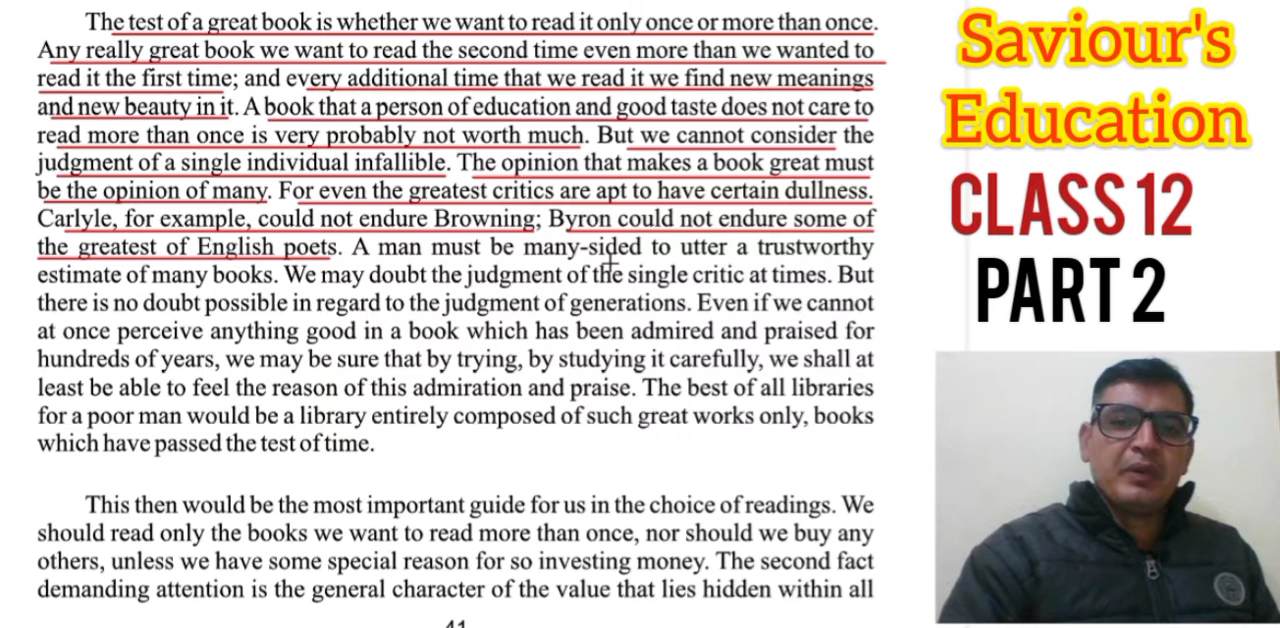 The test of a great book is whether we want to read it only once or more than once.
Any really great book we want to read the second time even more than we wanted to
read it the first time; and every additional time that we read it we find new meanings
and new beauty in it. A book that a person of education and good taste does not care to
read more than once is very probably not worth much. But we cannot consider the
judgment of a single individual infallible. The opinion that makes a book great must
be the opinion of many. For even the greatest critics are apt to have certain dullness.
Carlyle, for example, could not endure Browning; Byron could not endure some of
the greatest of English poets. A man must be many-sided to utter a trustworthy
estimate of many books. We may doubt the judgment of the single critic at times. But
there is no doubt possible in regard to the judgment of generations. Even if we cannot
at once perceive anything good in a book which has been admired and praised for
hundreds of years, we may be sure that by trying, by studying it carefully, we shall at
least be able to feel the reason of this admiration and praise. The best of all libraries
for a poor man would be a library entirely composed of such great works only, books
which have passed the test of time.
This then would be the most important guide for us in the choice of readings. We
should read only the books we want to read more than once, nor should we buy any
others, unless we have some special reason for so investing money. The second fact
demanding attention is the general character of the value that lies hidden within all
41
Saviour's
Education
CLASS 12
PART 2